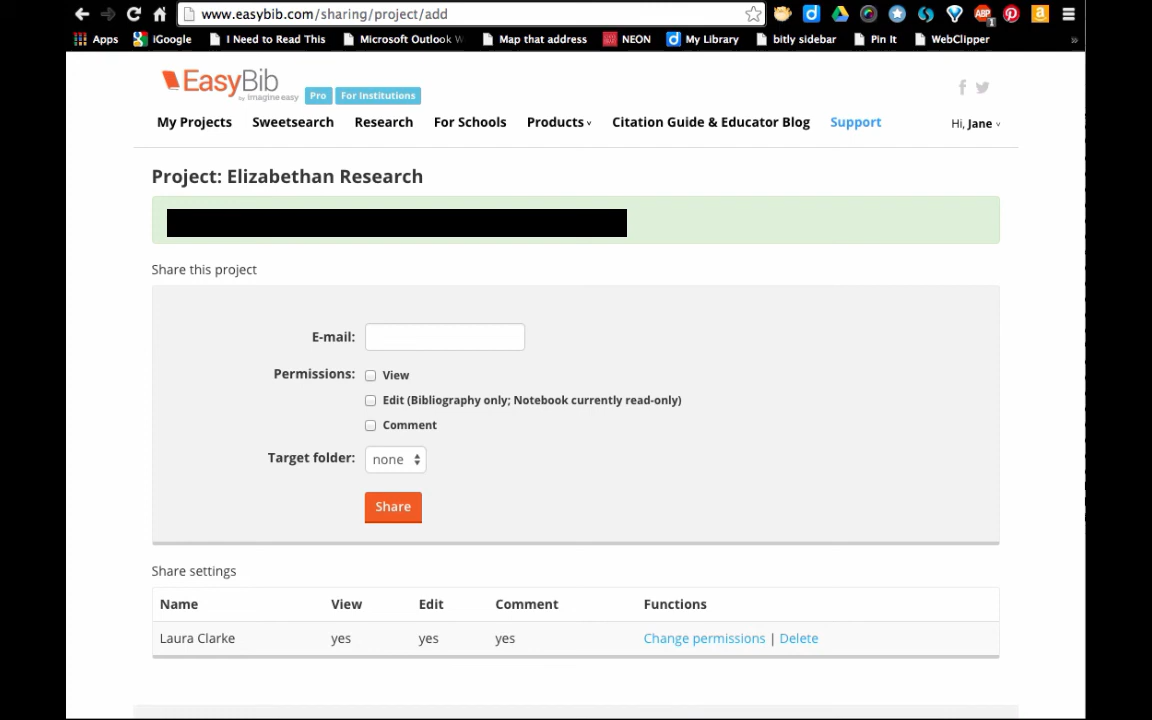 www.easybib.com/sharing/project/add
Apps iGoogle I Need to Read This Microsoft Outlook W Map that address NEON My Library bitly sidebar Pin It WebClipper »
EasyBib
by imagine easy
Pro For Institutions
My Projects Sweetsearch Research For Schools Products Citation Guide & Educator Blog Support Hi, Jane
Project: Elizabethan Research
Share this project
E-mail:
Permissions: View
Edit (Bibliography only; Notebook currently read-only)
Comment
Target folder: none
Share
Share settings
Name View Edit Comment Functions
Laura Clarke yes yes yes Change permissions | Delete